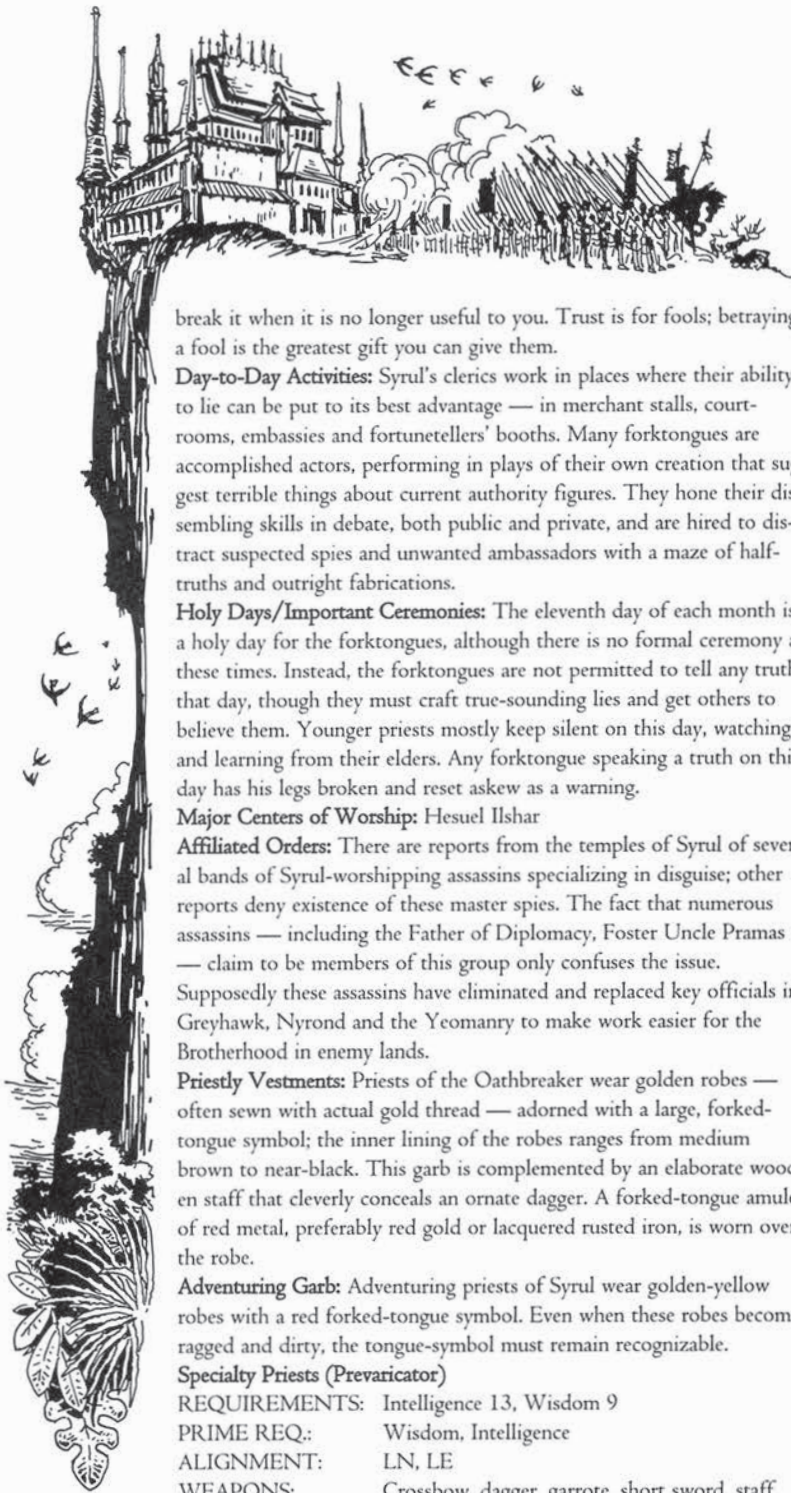 break it when it is no longer useful to you. Trust is for fools; betraying
a fool is the greatest gift you can give them.
Day-to-Day Activities: Syrul's clerics work in places where their ability
to lie can be put to its best advantage — in merchant stalls, court-
rooms, embassies and fortunetellers' booths. Many forktongues are
accomplished actors, performing in plays of their own creation that su
gest terrible things about current authority figures. They hone their dis
sembling skills in debate, both public and private, and are hired to dis-
tract suspected spies and unwanted ambassadors with a maze of half-
truths and outright fabrications.
Holy Days/Important Ceremonies: The eleventh day of each month is
a holy day for the forktongues, although there is no formal ceremony a
these times. Instead, the forktongues are not permitted to tell any truth
that day, though they must craft true-sounding lies and get others to
believe them. Younger priests mostly keep silent on this day, watching
and learning from their elders. Any forktongue speaking a truth on thi
day has his legs broken and reset askew as a warning.
Major Centers of Worship: Hesuel Ilshar
Affiliated Orders: There are reports from the temples of Syrul of sever
al bands of Syrul-worshipping assassins specializing in disguise; other
reports deny existence of these master spies. The fact that numerous
assassins — including the Father of Diplomacy, Foster Uncle Pramas
— claim to be members of this group only confuses the issue.
Supposedly these assassins have eliminated and replaced key officials in
Greyhawk, Nyrond and the Yeomanry to make work easier for the
Brotherhood in enemy lands.
Priestly Vestments: Priests of the Oathbreaker wear golden robes —
often sewn with actual gold thread — adorned with a large, forked-
tongue symbol; the inner lining of the robes ranges from medium
brown to near-black. This garb is complemented by an elaborate wood
en staff that cleverly conceals an ornate dagger. A forked-tongue amule
of red metal, preferably red gold or lacquered rusted iron, is worn over
the robe.
Adventuring Garb: Adventuring priests of Syrul wear golden-yellow
robes with a red forked-tongue symbol. Even when these robes becom
ragged and dirty, the tongue-symbol must remain recognizable.
Specialty Priests (Prevaricator)
REQUIREMENTS: Intelligence 13, Wisdom 9
PRIME REQ.: Wisdom, Intelligence
ALIGNMENT: LN, LE
WEAPONS: Crossbow, dagger, garrote, short sword, staff